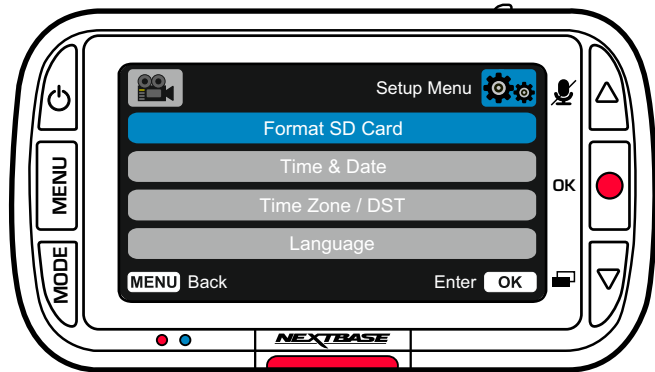 Setup Menu
Format SD Card
Time & Date
MENU
OK
Time Zone / DST
Language
MODE
MENU Back
Enter OK
NEXTBASE